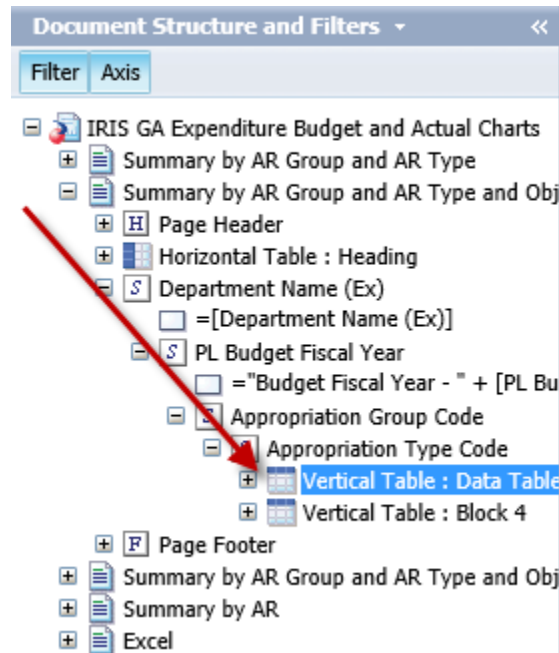 Document Structure and Filters
Filter Axis
IRIS GA Expenditure Budget and Actual Charts
Summary by AR Group and AR Type
Summary by AR Group and AR Type and Obj
H Page Header
Horizontal Table : Heading
S Department Name (Ex)
=[Department Name (Ex)]
S PL Budget Fiscal Year
="Budget Fiscal Year - " + [PL Bu
Appropriation Group Code
Appropriation Type Code
Vertical Table : Data Table
Vertical Table : Block 4
F Page Footer
Summary by AR Group and AR Type and Obj
Summary by AR
Excel